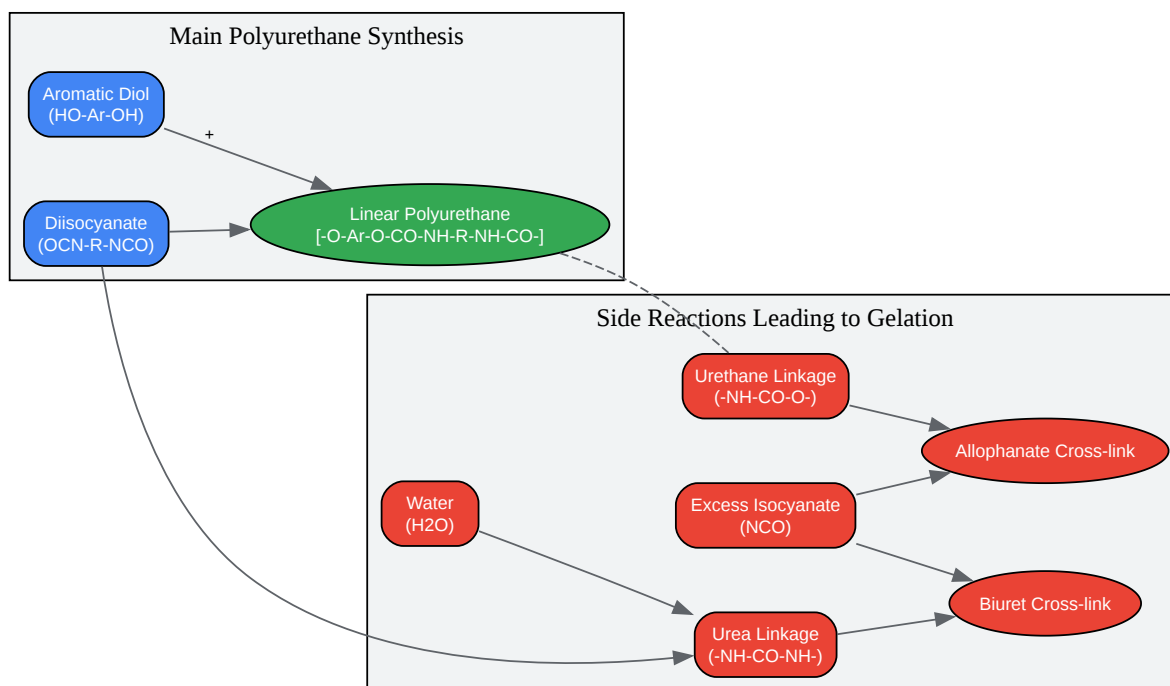 Main Polyurethane Synthesis
Aromatic Diol
(HO-Ar-OH)
+
Diisocyanate
(OCN-R-NCO)
Linear Polyurethane
[-O-Ar-O-CO-NH-R-NH-CO-]
Side Reactions Leading to Gelation
Urethane Linkage
(-NH-CO-O-)
Allophanate Cross-link
Water
(H2O)
Excess Isocyanate
(NCO)
Biuret Cross-link
Urea Linkage
(-NH-CO-NH-)